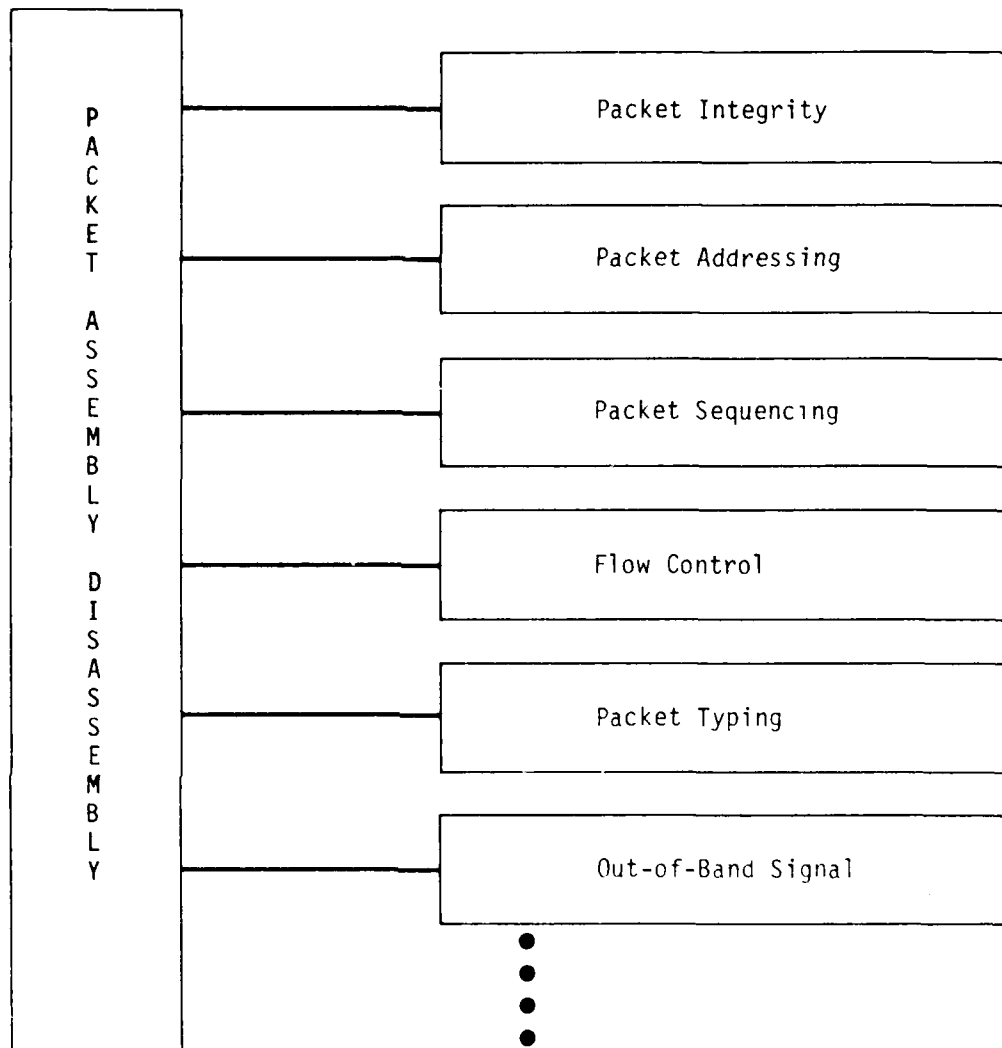 PACKET ASSEMBLY DISASSEMBLY
Packet Integrity
Packet Addressing
Packet Sequencing
Flow Control
Packet Typing
Out-of-Band Signal